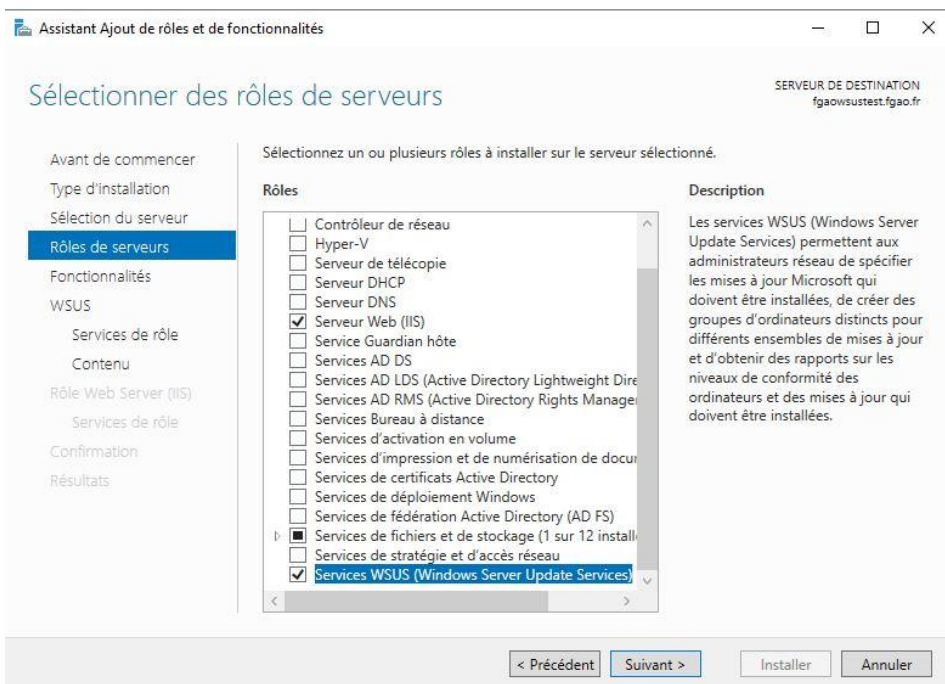 Assistant Ajout de rôles et de fonctionnalités
Sélectionner des rôles de serveurs
SERVEUR DE DESTINATION
fgaowsustest.fgao.fr
Avant de commencer
Type d'installation
Sélection du serveur
Rôles de serveurs
Fonctionnalités
WSUS
Services de rôle
Contenu
Rôle Web Server (IIS)
Services de rôle
Confirmation
Résultats
Sélectionnez un ou plusieurs rôles à installer sur le serveur sélectionné.
Rôles
Contrôleur de réseau
Hyper-V
Serveur de télécopie
Serveur DHCP
Serveur DNS
Serveur Web (IIS)
Service Guardian hôte
Services AD DS
Services AD LDS (Active Directory Lightweight Dire
Services AD RMS (Active Directory Rights Manager
Services Bureau à distance
Services d'activation en volume
Services d'impression et de numérisation de docur
Services de certificats Active Directory
Services de déploiement Windows
Services de fédération Active Directory (AD FS)
Services de fichiers et de stockage (1 sur 12 install
Services de stratégie et d'accès réseau
Services WSUS (Windows Server Update Services)
Description
Les services WSUS (Windows Server
Update Services) permettent aux
administrateurs réseau de spécifier
les mises à jour Microsoft qui
doivent être installées, de créer des
groupes d'ordinateurs distincts pour
différents ensembles de mises à jour
et d'obtenir des rapports sur les
niveaux de conformité des
ordinateurs et des mises à jour qui
doivent être installées.
< Précédent
Suivant >
Installer
Annuler